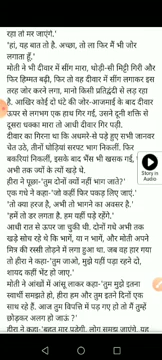 रहा तो मर जाएंगे.'
'हां, यह बात तो है. अच्छा, तो ला फिर मैं भी जोर
लगाता हूं.'
मोती ने भी दीवार में सींग मारा, थोड़ी-सी मिट्टी गिरी और
फिर हिम्मत बढ़ी, फिर तो वह दीवार में सींग लगाकर इस
तरह जोर करने लगा, मानो किसी प्रतिद्वंदी से लड़ रहा
है. आखिर कोई दो घंटे की जोर-आजमाई के बाद दीवार
ऊपर से लगभग एक हाथ गिर गई, उसने दूनी शक्ति से
दूसरा धक्का मारा तो आधी दीवार गिर पड़ी.
दीवार का गिरना था कि अधमरे-से पड़े हुए सभी जानवर
चेत उठे, तीनों घोड़ियां सरपट भाग निकलीं. फिर
बकरियां निकलीं, इसके बाद भैंस भी खसक गई,
अभी तक ज्यों के त्यों खड़े थे.
हीरा ने पूछा-'तुम दोनों क्यों नहीं भाग जाते?'
एक गधे ने कहा-'जो कहीं फिर पकड़ लिए जाएं.'
'तो क्या हरज है, अभी तो भागने का अवसर है.'
'हमें तो डर लगता है. हम यहीं पड़े रहेंगे.'
आधी रात से ऊपर जा चुकी थी. दोनों गधे अभी तक
खड़े सोच रहे थे कि भागें, या न भागें, और मोती अपने
मित्र की रस्सी तोड़ने में लगा हुआ था. जब वह हार गया
तो हीरा ने कहा-'तुम जाओ, मुझे यहीं पड़ा रहने दो,
शायद कहीं भेंट हो जाए.'
मोती ने आंखों में आंसू लाकर कहा-'तुम मुझे इतना
स्वार्थी समझते हो, हीरा हम और तुम इतने दिनों एक
साथ रहे हैं. आज तुम विपत्ति में पड़ गए हो तो मैं तुम्हें
छोड़कर अलग हो जाऊं ?'
हीरा ने कहा-'बहुत मार पड़ेगी. लोग समझ जाएंगे, यह